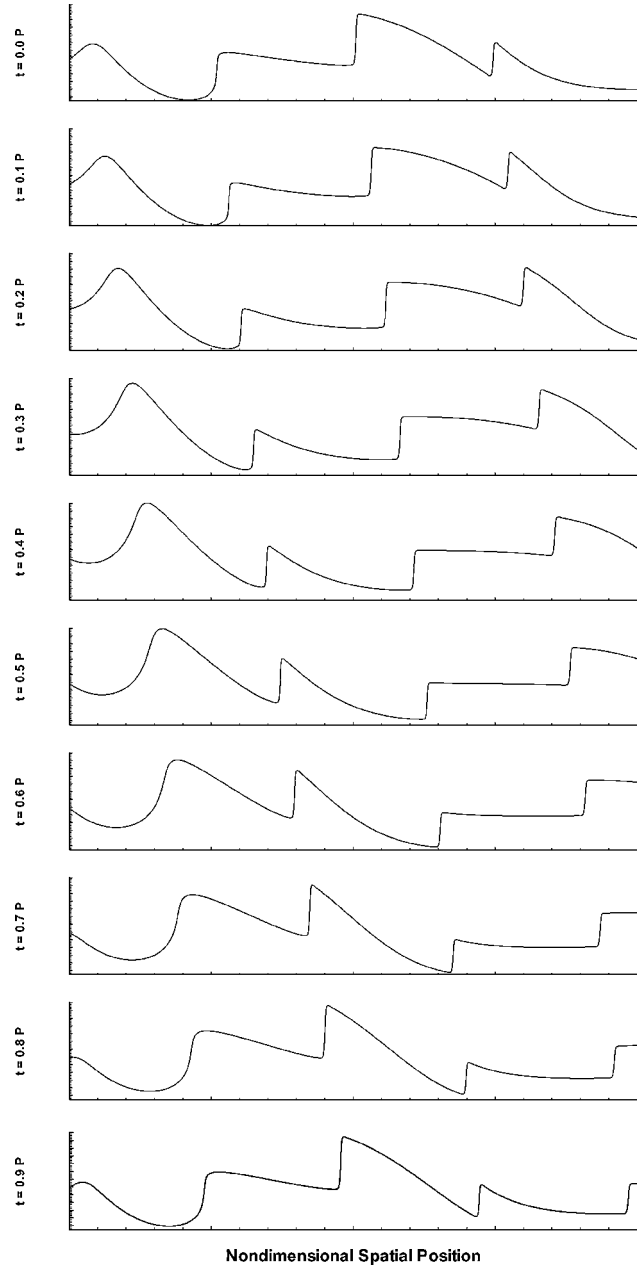 t = 0.0 P
t = 0.1 P
t = 0.2 P
t = 0.3 P
t = 0.4 P
t = 0.5 P
t = 0.6 P
t = 0.7 P
t = 0.8 P
t = 0.9 P
Nondimensional Spatial Position